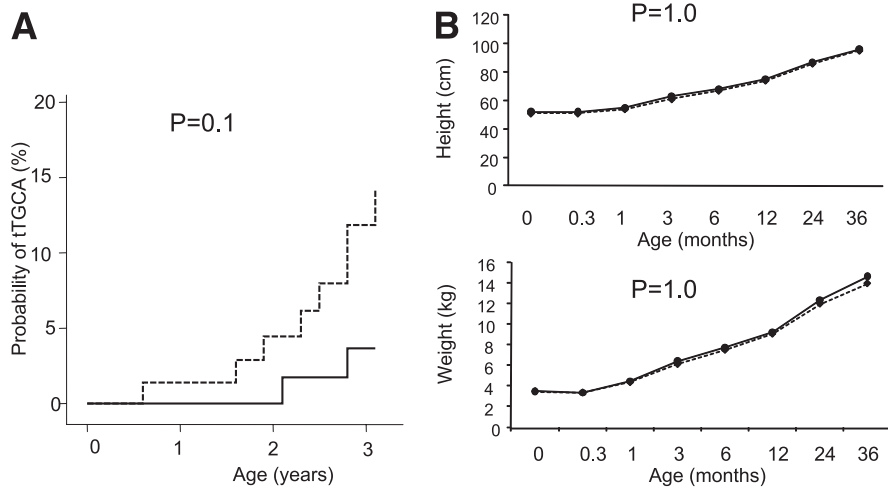 A
P=0.1
Probability of tTGCA (%)
20
15
10
5
0
0 1 2 3
Age (years)
B
P=1.0
Height (cm)
120
100
80
60
40
20
0
0 0.3 1 3 6 12 24 36
Age (months)
P=1.0
Weight (kg)
16
14
12
10
8
6
4
2
0
0 0.3 1 3 6 12 24 36
Age (months)